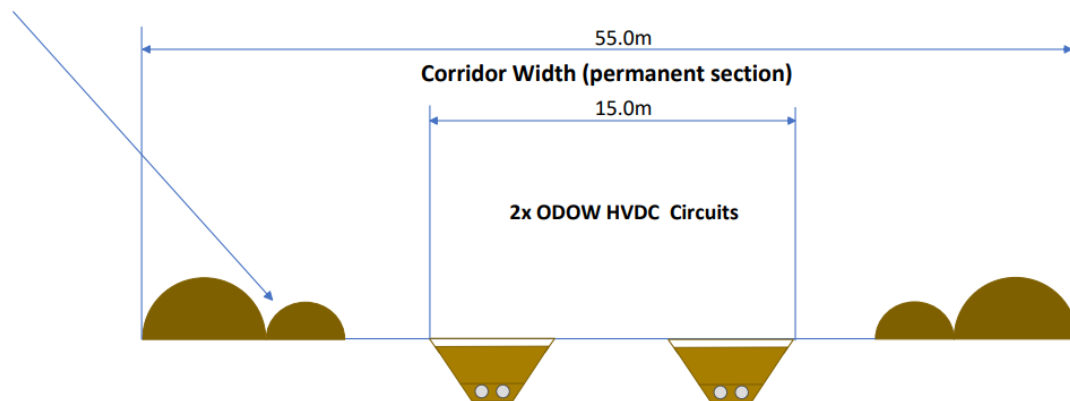 55.0m
Corridor Width (permanent section)
15.0m
2x ODOW HVDC  Circuits